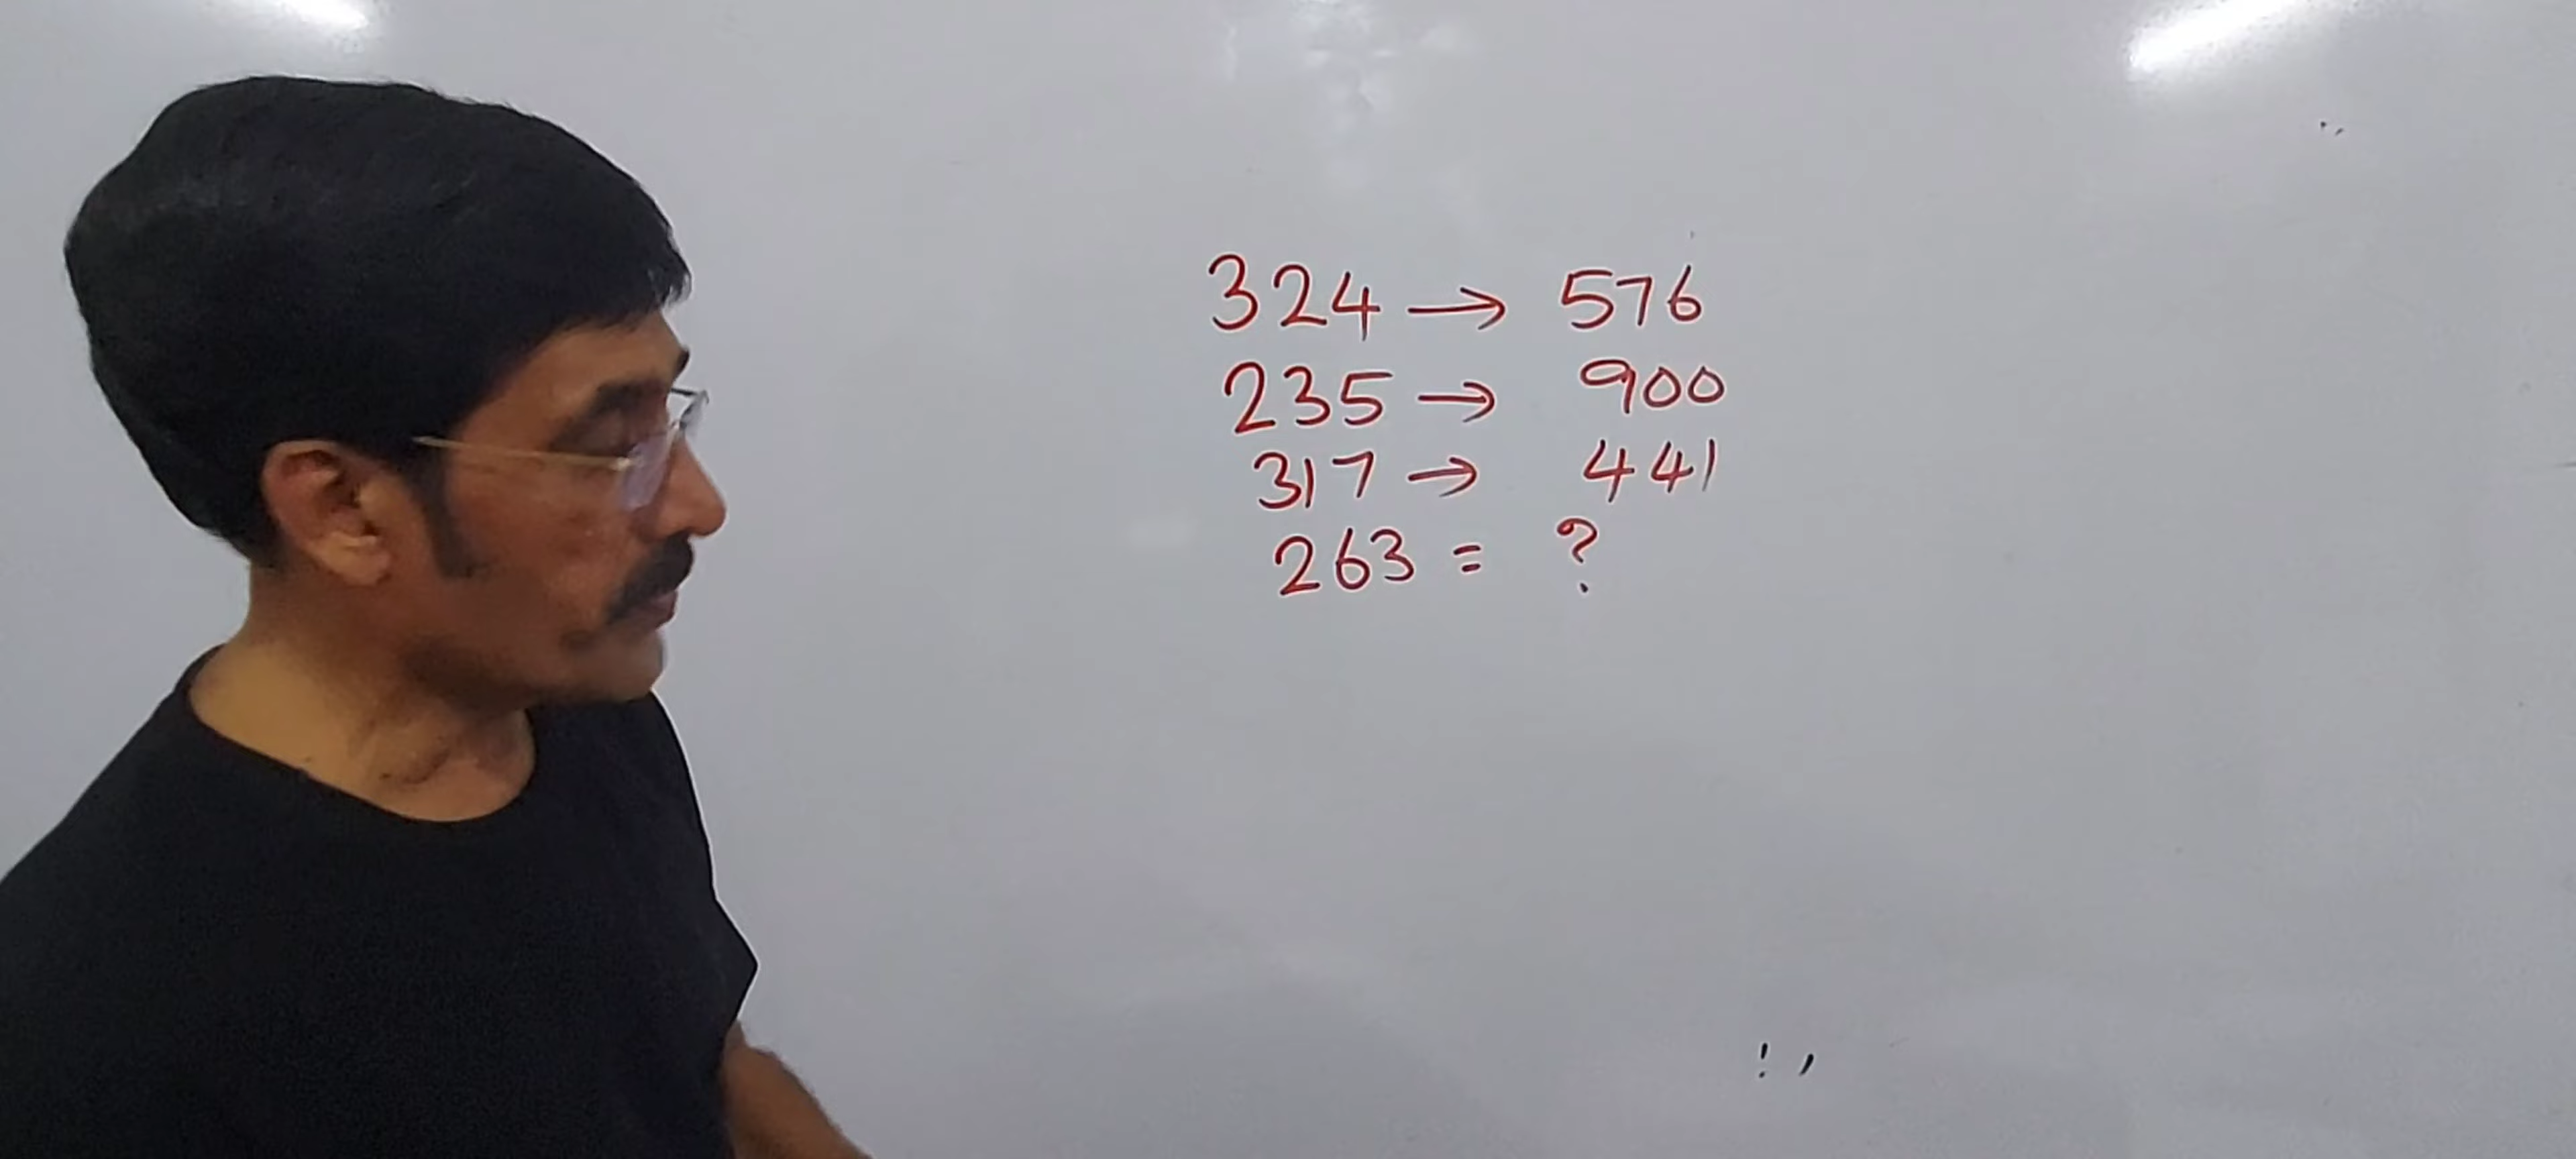 324 → 576
235 → 900
317 → 441
263 = ?